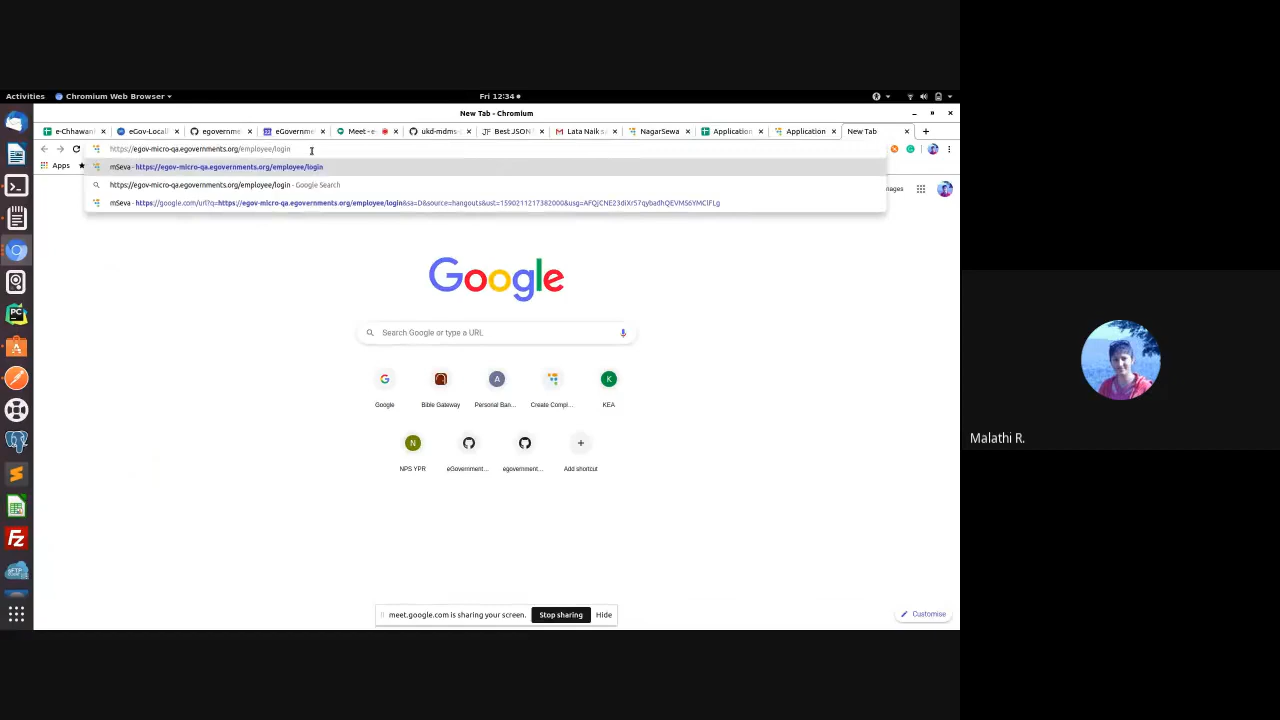 Activities
Chromium Web Browser
Fri 12:34
New Tab - Chromium
e-Chhawani
eGov-Locali
egovernme
eGovernme
Meet - e-
ukd-mdms-
Best JSON
Lata Naik s
NagarSewa
Application
Application
New Tab
https://egov-micro-qa.egovernments.org/employee/login
Apps
mSeva - https://egov-micro-qa.egovernments.org/employee/login
https://egov-micro-qa.egovernments.org/employee/login - Google Search
mages
Google
Search Google or type a URL
Google
Bible Gateway
Personal Ban...
Create Compl...
KEA
NPS YPR
eGovernment...
egovernment...
Add shortcut
Malathi R.
meet.google.com is sharing your screen.
Stop sharing
Hide
Customise